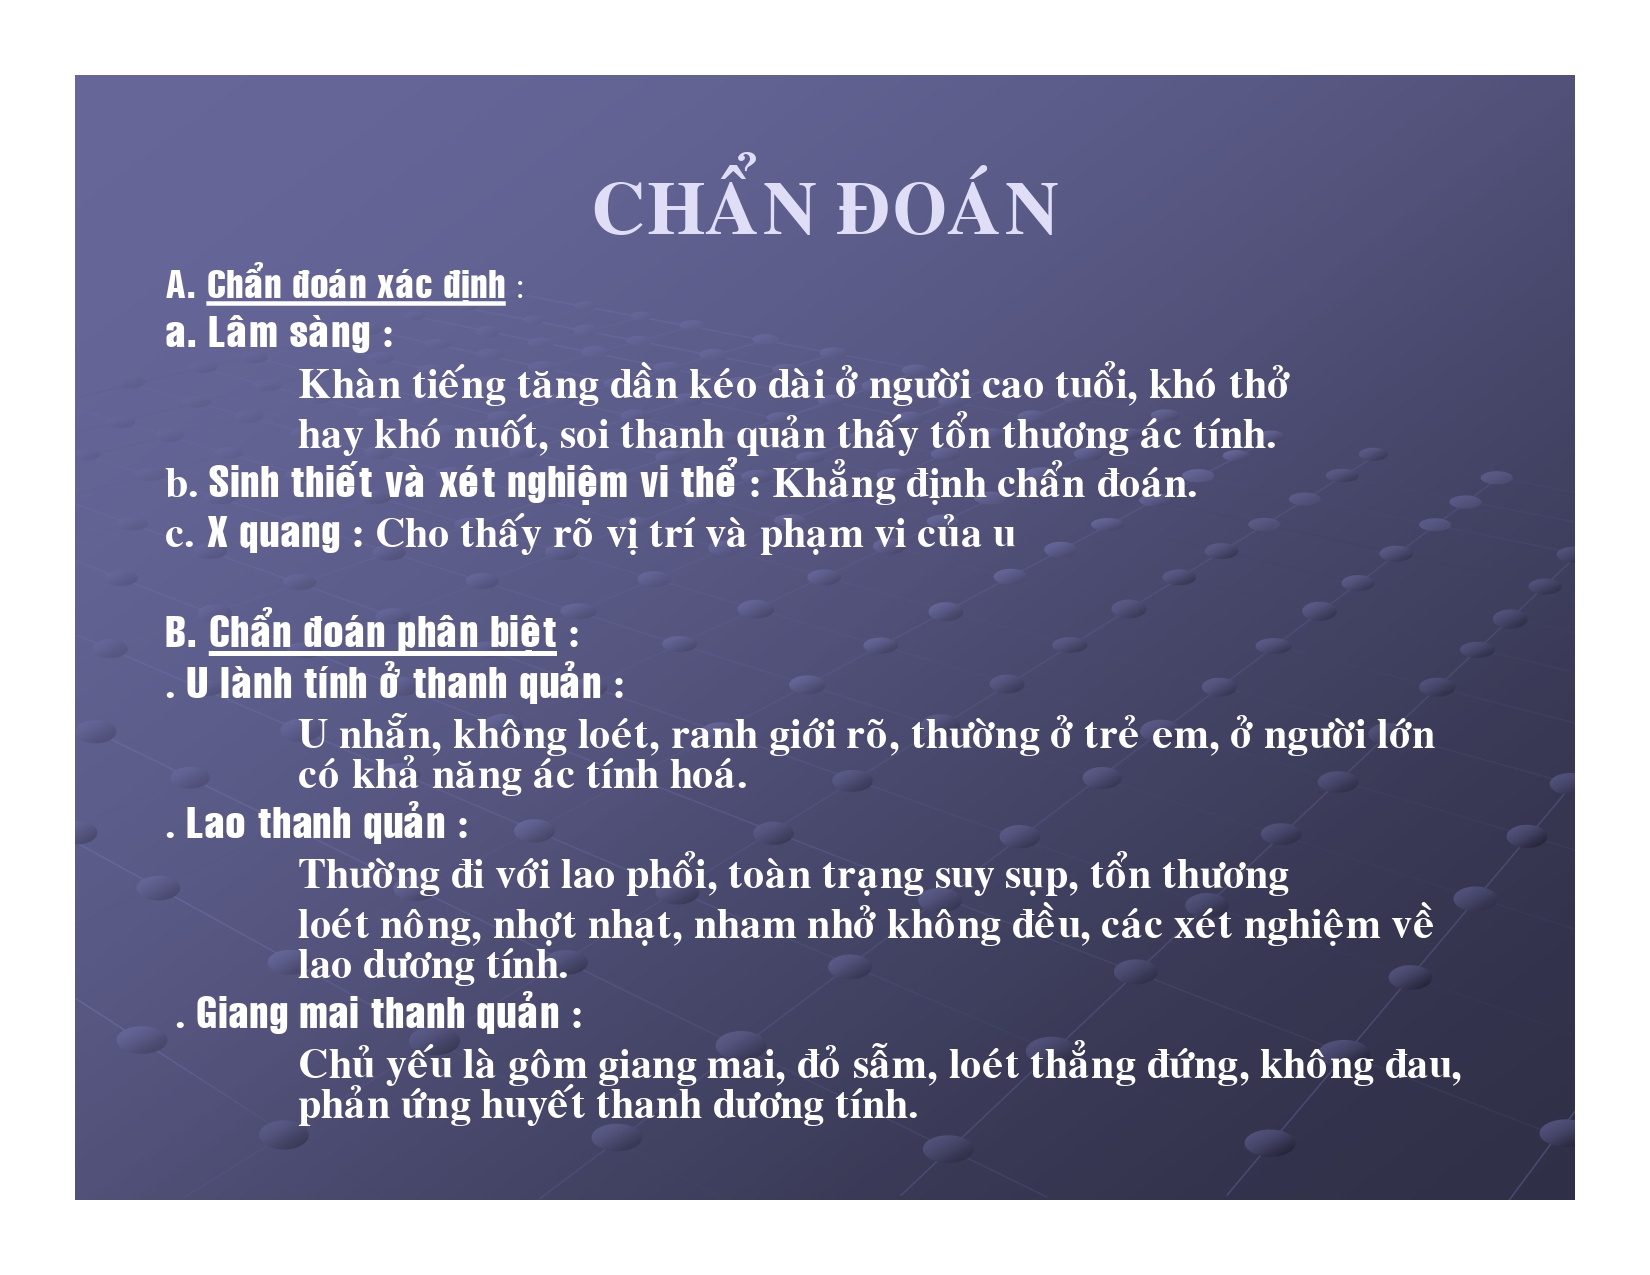 CHẨN ĐOÁN
A. Chẩn đoán xác định :
a. Lâm sàng :
Khàn tiếng tăng dần kéo dài ở người cao tuổi, khó thở
hay khó nuốt, soi thanh quản thấy tổn thương ác tính.
b. Sinh thiết và xét nghiệm vi thể : Khẳng định chẩn đoán.
c. X quang : Cho thấy rõ vị trí và phạm vi của u
B. Chẩn đoán phân biệt :
. U lành tính ở thanh quản :
U nhẵn, không loét, ranh giới rõ, thường ở trẻ em, ở người lớn
có khả năng ác tính hoá.
. Lao thanh quản :
Thường đi với lao phổi, toàn trạng suy sụp, tổn thương
loét nông, nhợt nhạt, nham nhở không đều, các xét nghiệm về
lao dương tính.
. Giang mai thanh quản :
Chủ yếu là gôm giang mai, đỏ sẫm, loét thẳng đứng, không đau,
phản ứng huyết thanh dương tính.